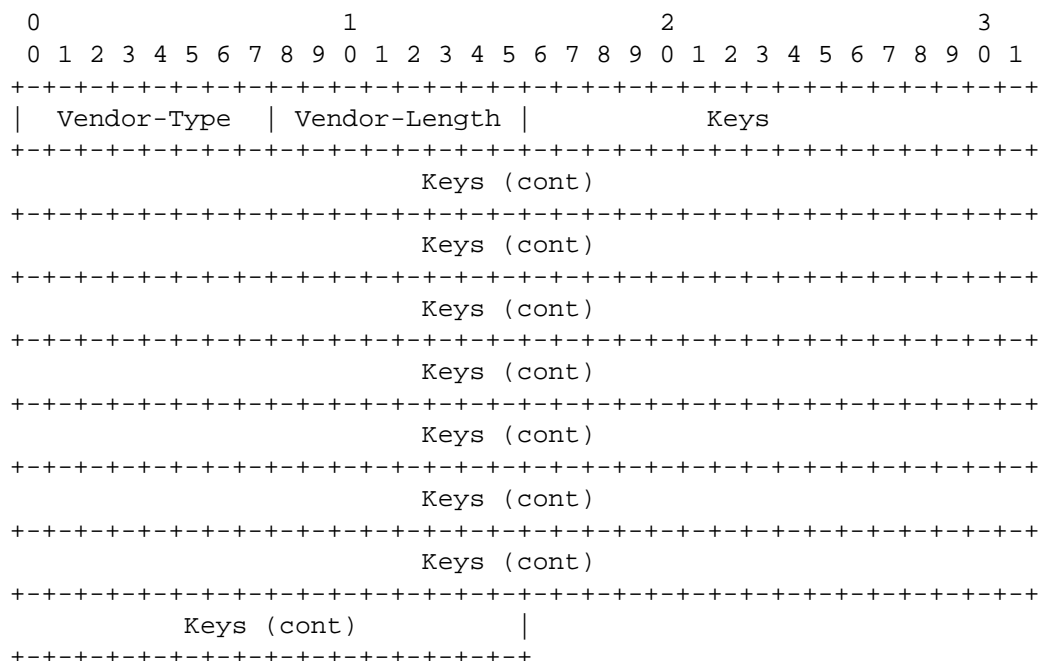 0                   1                   2                   3
 0 1 2 3 4 5 6 7 8 9 0 1 2 3 4 5 6 7 8 9 0 1 2 3 4 5 6 7 8 9 0 1
+-+-+-+-+-+-+-+-+-+-+-+-+-+-+-+-+-+-+-+-+-+-+-+-+-+-+-+-+-+-+-+-+
|  Vendor-Type  | Vendor-Length |           Keys
+-+-+-+-+-+-+-+-+-+-+-+-+-+-+-+-+-+-+-+-+-+-+-+-+-+-+-+-+-+-+-+-+
                          Keys (cont)
+-+-+-+-+-+-+-+-+-+-+-+-+-+-+-+-+-+-+-+-+-+-+-+-+-+-+-+-+-+-+-+-+
                          Keys (cont)
+-+-+-+-+-+-+-+-+-+-+-+-+-+-+-+-+-+-+-+-+-+-+-+-+-+-+-+-+-+-+-+-+
                          Keys (cont)
+-+-+-+-+-+-+-+-+-+-+-+-+-+-+-+-+-+-+-+-+-+-+-+-+-+-+-+-+-+-+-+-+
                          Keys (cont)
+-+-+-+-+-+-+-+-+-+-+-+-+-+-+-+-+-+-+-+-+-+-+-+-+-+-+-+-+-+-+-+-+
                          Keys (cont)
+-+-+-+-+-+-+-+-+-+-+-+-+-+-+-+-+-+-+-+-+-+-+-+-+-+-+-+-+-+-+-+-+
                          Keys (cont)
+-+-+-+-+-+-+-+-+-+-+-+-+-+-+-+-+-+-+-+-+-+-+-+-+-+-+-+-+-+-+-+-+
                          Keys (cont)
+-+-+-+-+-+-+-+-+-+-+-+-+-+-+-+-+-+-+-+-+-+-+-+-+-+-+-+-+-+-+-+-+
           Keys (cont)          |
+-+-+-+-+-+-+-+-+-+-+-+-+-+-+-+-+